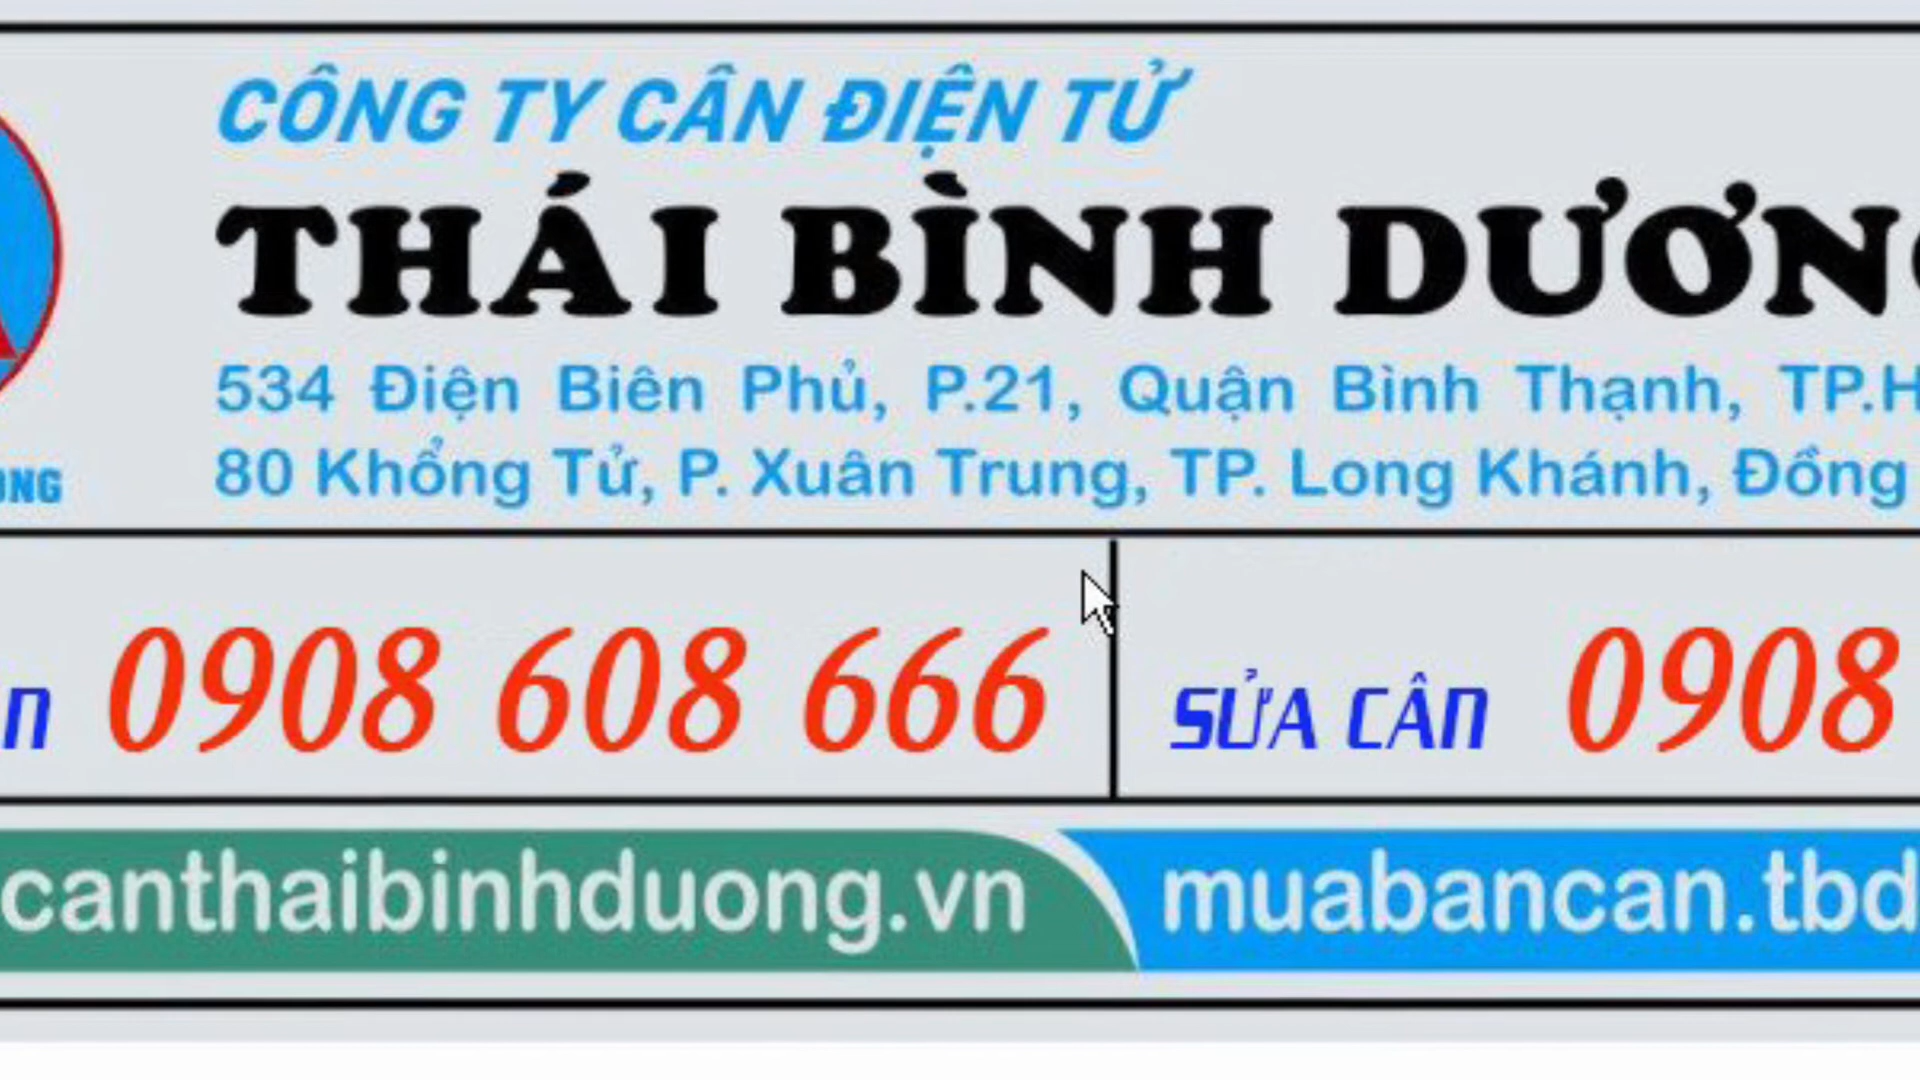 CÔNG TY CÂN ĐIỆN TỬ
THÁI BÌNH DƯƠNG
534 Điện Biên Phủ, P.21, Quận Bình Thạnh, TP.H
80 Khổng Tử, P. Xuân Trung, TP. Long Khánh, Đồng
ONG
n 0908 608 666
SỬA CÂN 0908
canthaibinhduong.vn
muabancan.tbd